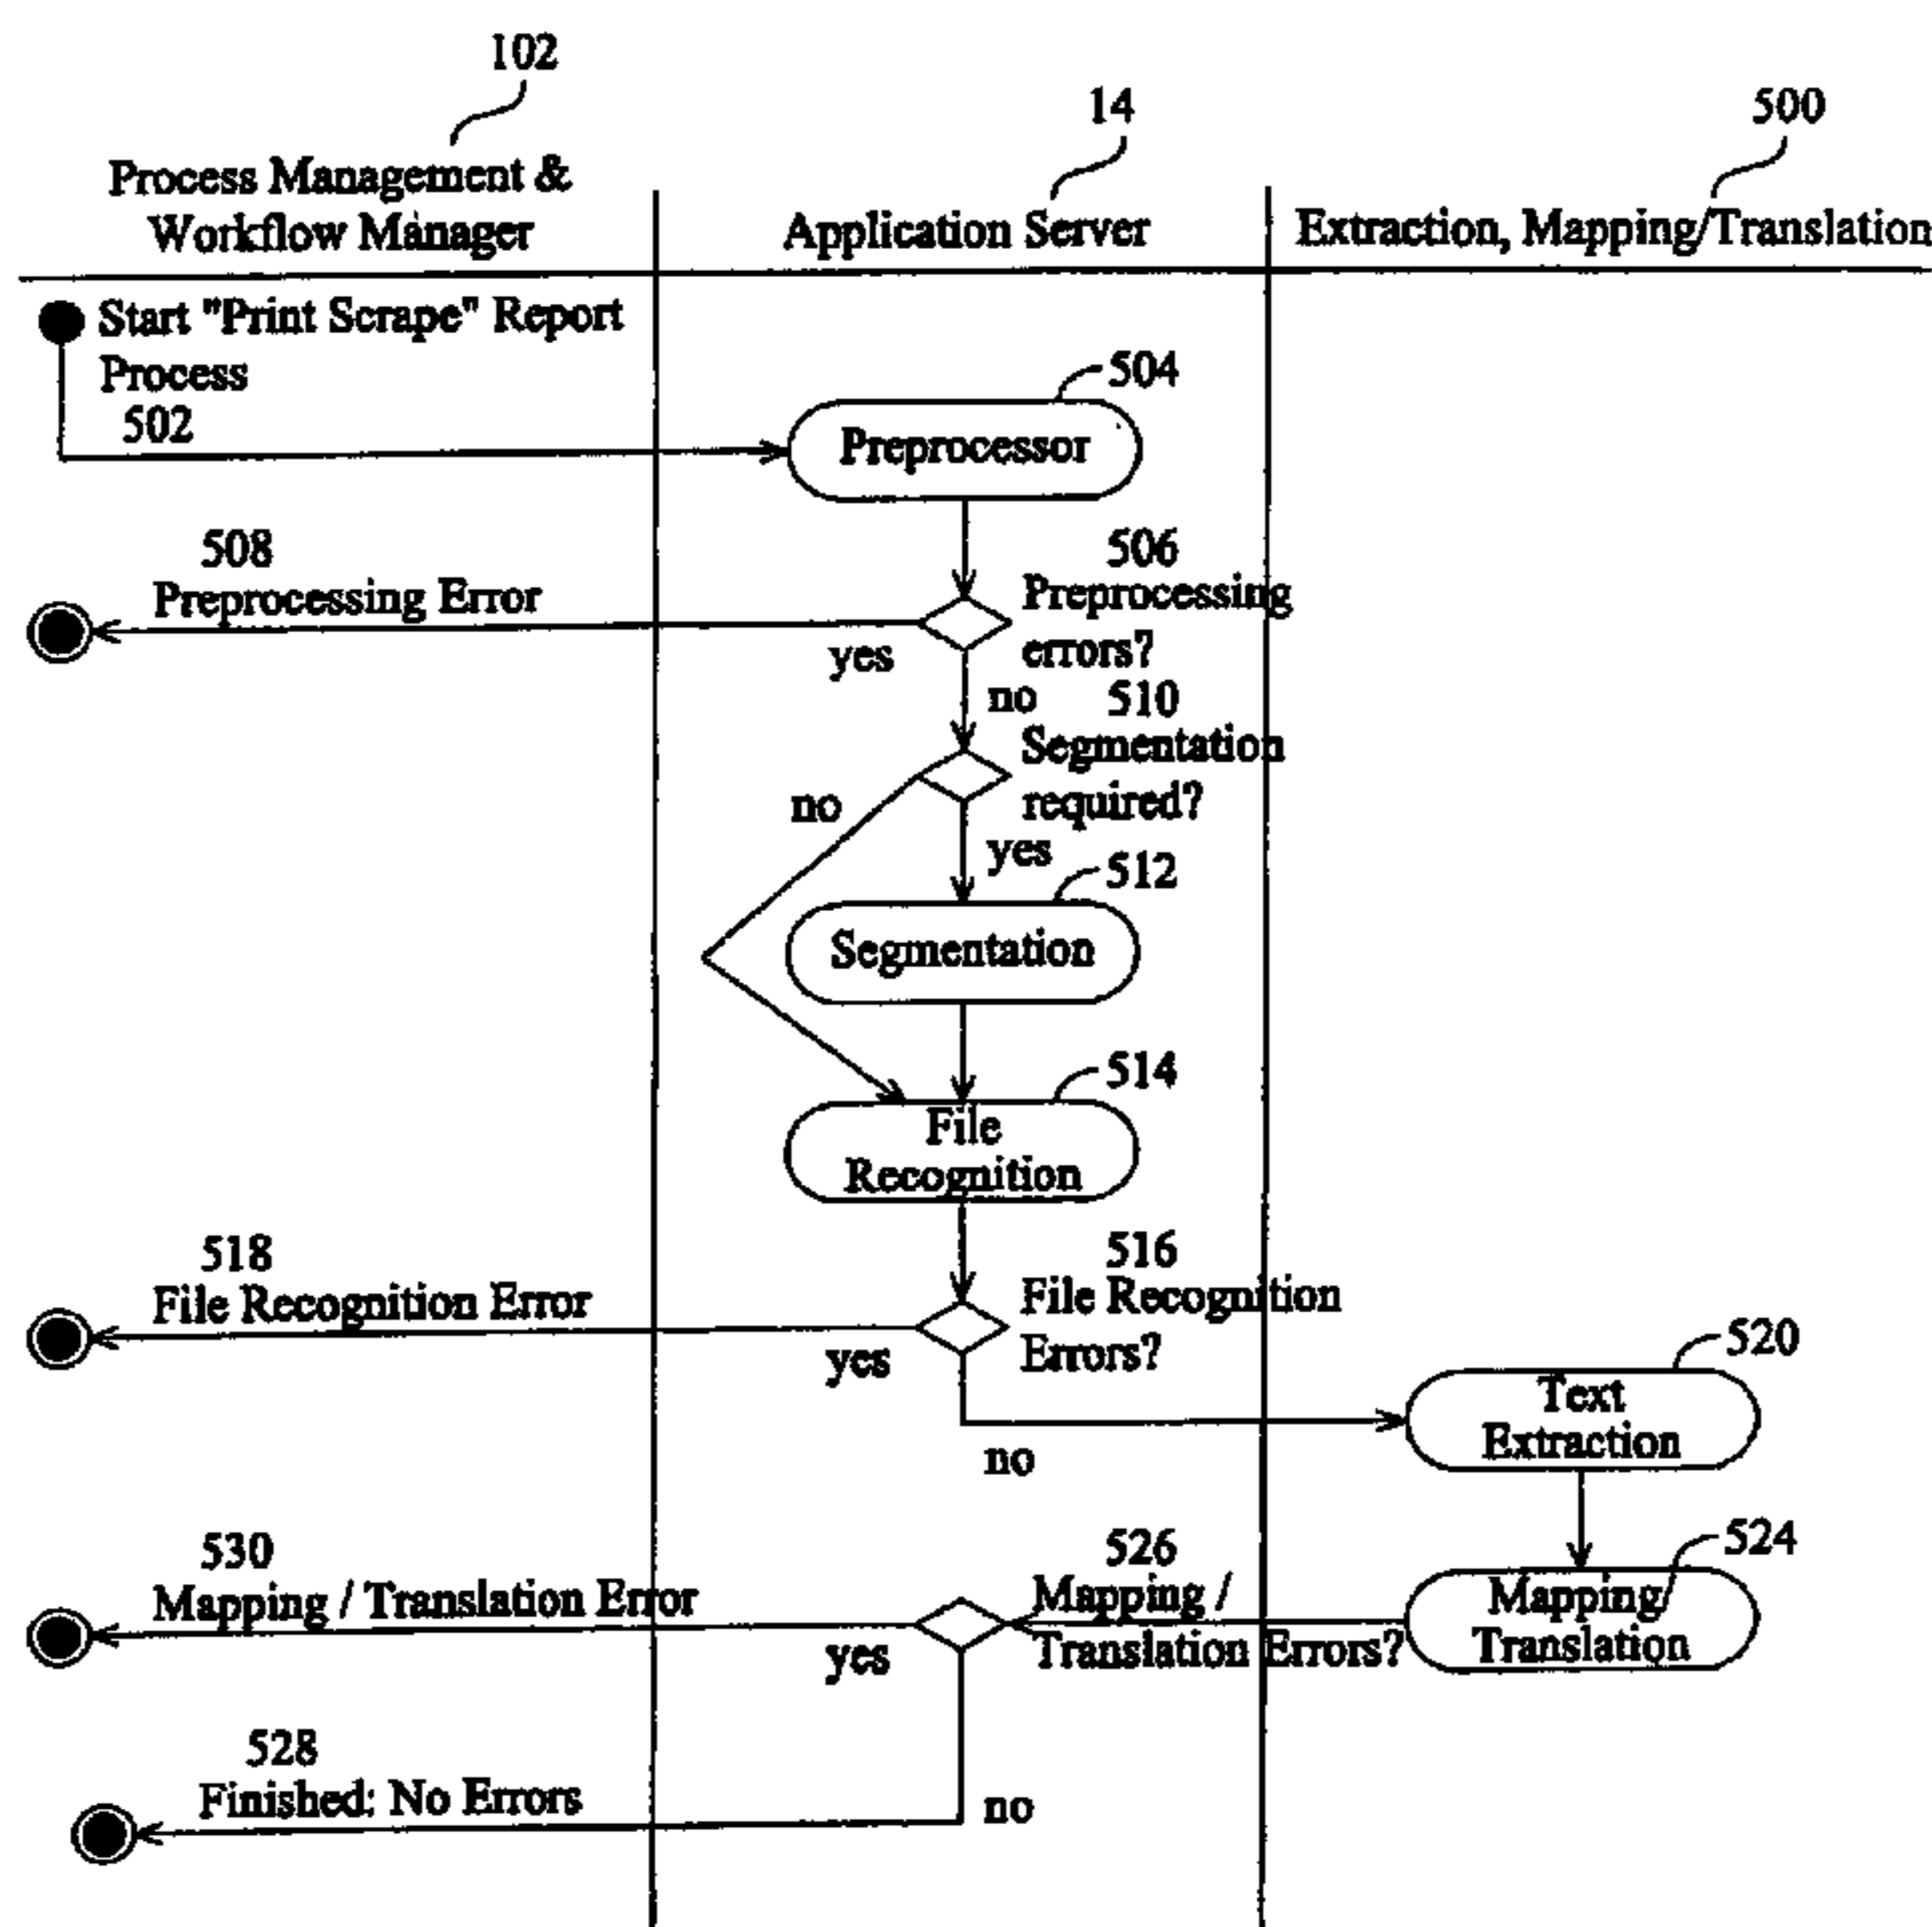 102
14
500
Process Management &
Workflow Manager
Application Server
Extraction, Mapping/Translation
Start "Print Scrape" Report
Process
502
504
Preprocessor
508
Preprocessing Error
506
Preprocessing
errors?
yes
no
510
Segmentation
required?
no
yes
512
Segmentation
514
File
Recognition
518
File Recognition Error
516
File Recognition
Errors?
yes
no
520
Text
Extraction
530
Mapping / Translation Error
526
Mapping /
Translation Errors?
524
Mapping/
Translation
yes
528
Finished: No Errors
no